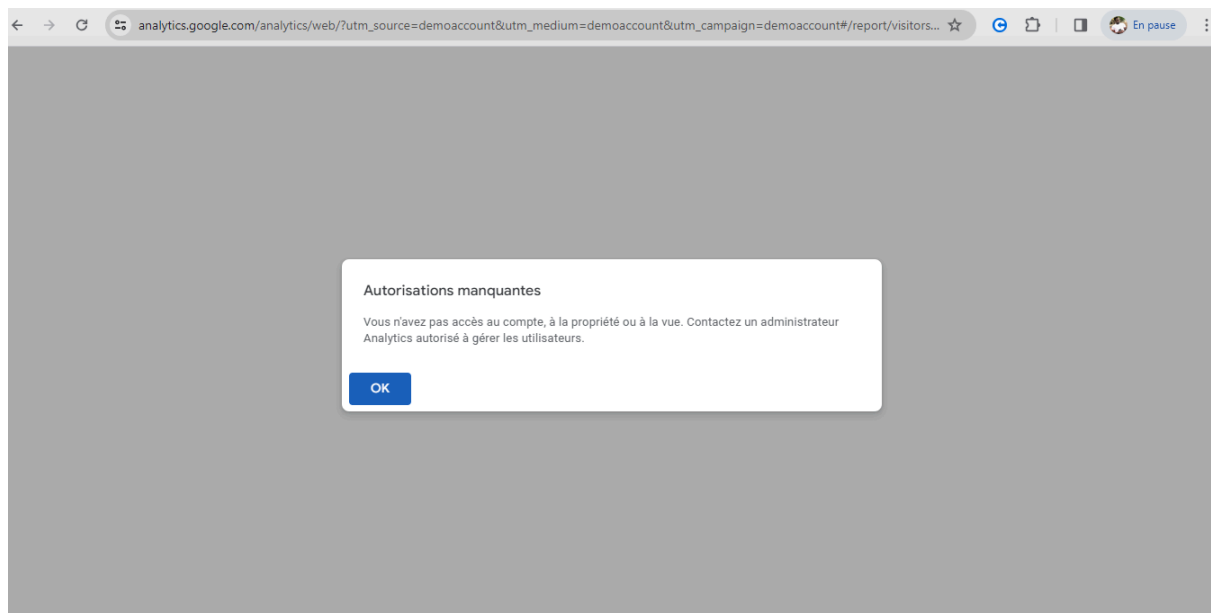 analytics.google.com/analytics/web/?utm_source=demoaccount&utm_medium=demoaccount&utm_campaign=demoaccount#/report/visitors... En pause
Autorisations manquantes
Vous n'avez pas accès au compte, à la propriété ou à la vue. Contactez un administrateur
Analytics autorisé à gérer les utilisateurs.
OK